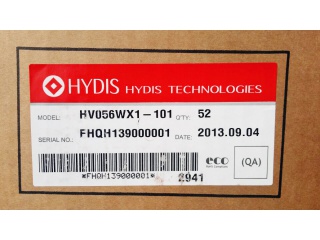 HYDIS HYDIS TECHNOLOGIES
MODEL: HV056WX1-101 Q'TY: 52
SERIAL NO.: FHQH139000001 DATE: 2013.09.04
eco (QA)
*FHQH139000001* 2941